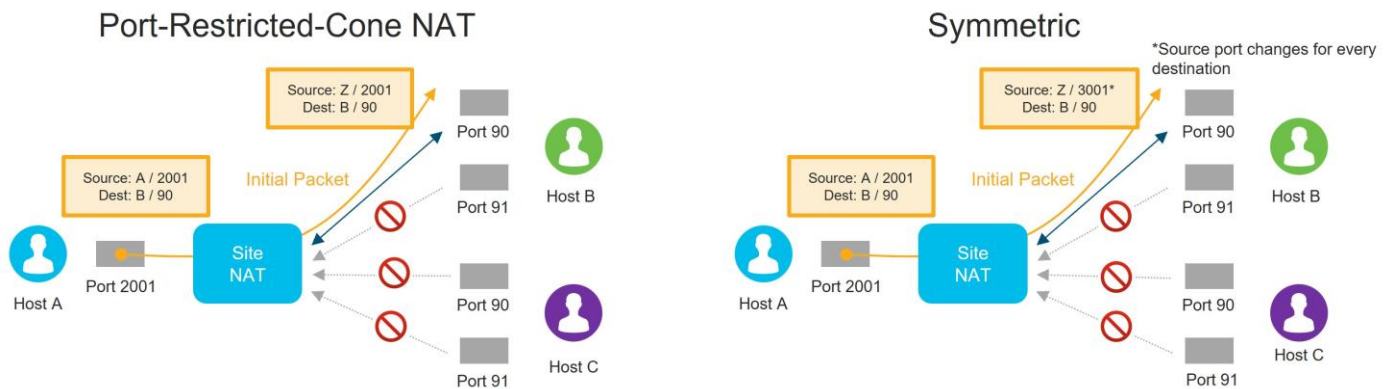 Port-Restricted-Cone NAT
Source: Z / 2001
Dest: B / 90
Port 90
Source: A / 2001
Dest: B / 90
Initial Packet
Port 91
Host B
Site
NAT
Host A
Port 2001
Port 90
Host C
Port 91
Symmetric
*Source port changes for every
destination
Source: Z / 3001*
Dest: B / 90
Port 90
Source: A / 2001
Dest: B / 90
Initial Packet
Port 91
Host B
Site
NAT
Host A
Port 2001
Port 90
Host C
Port 91